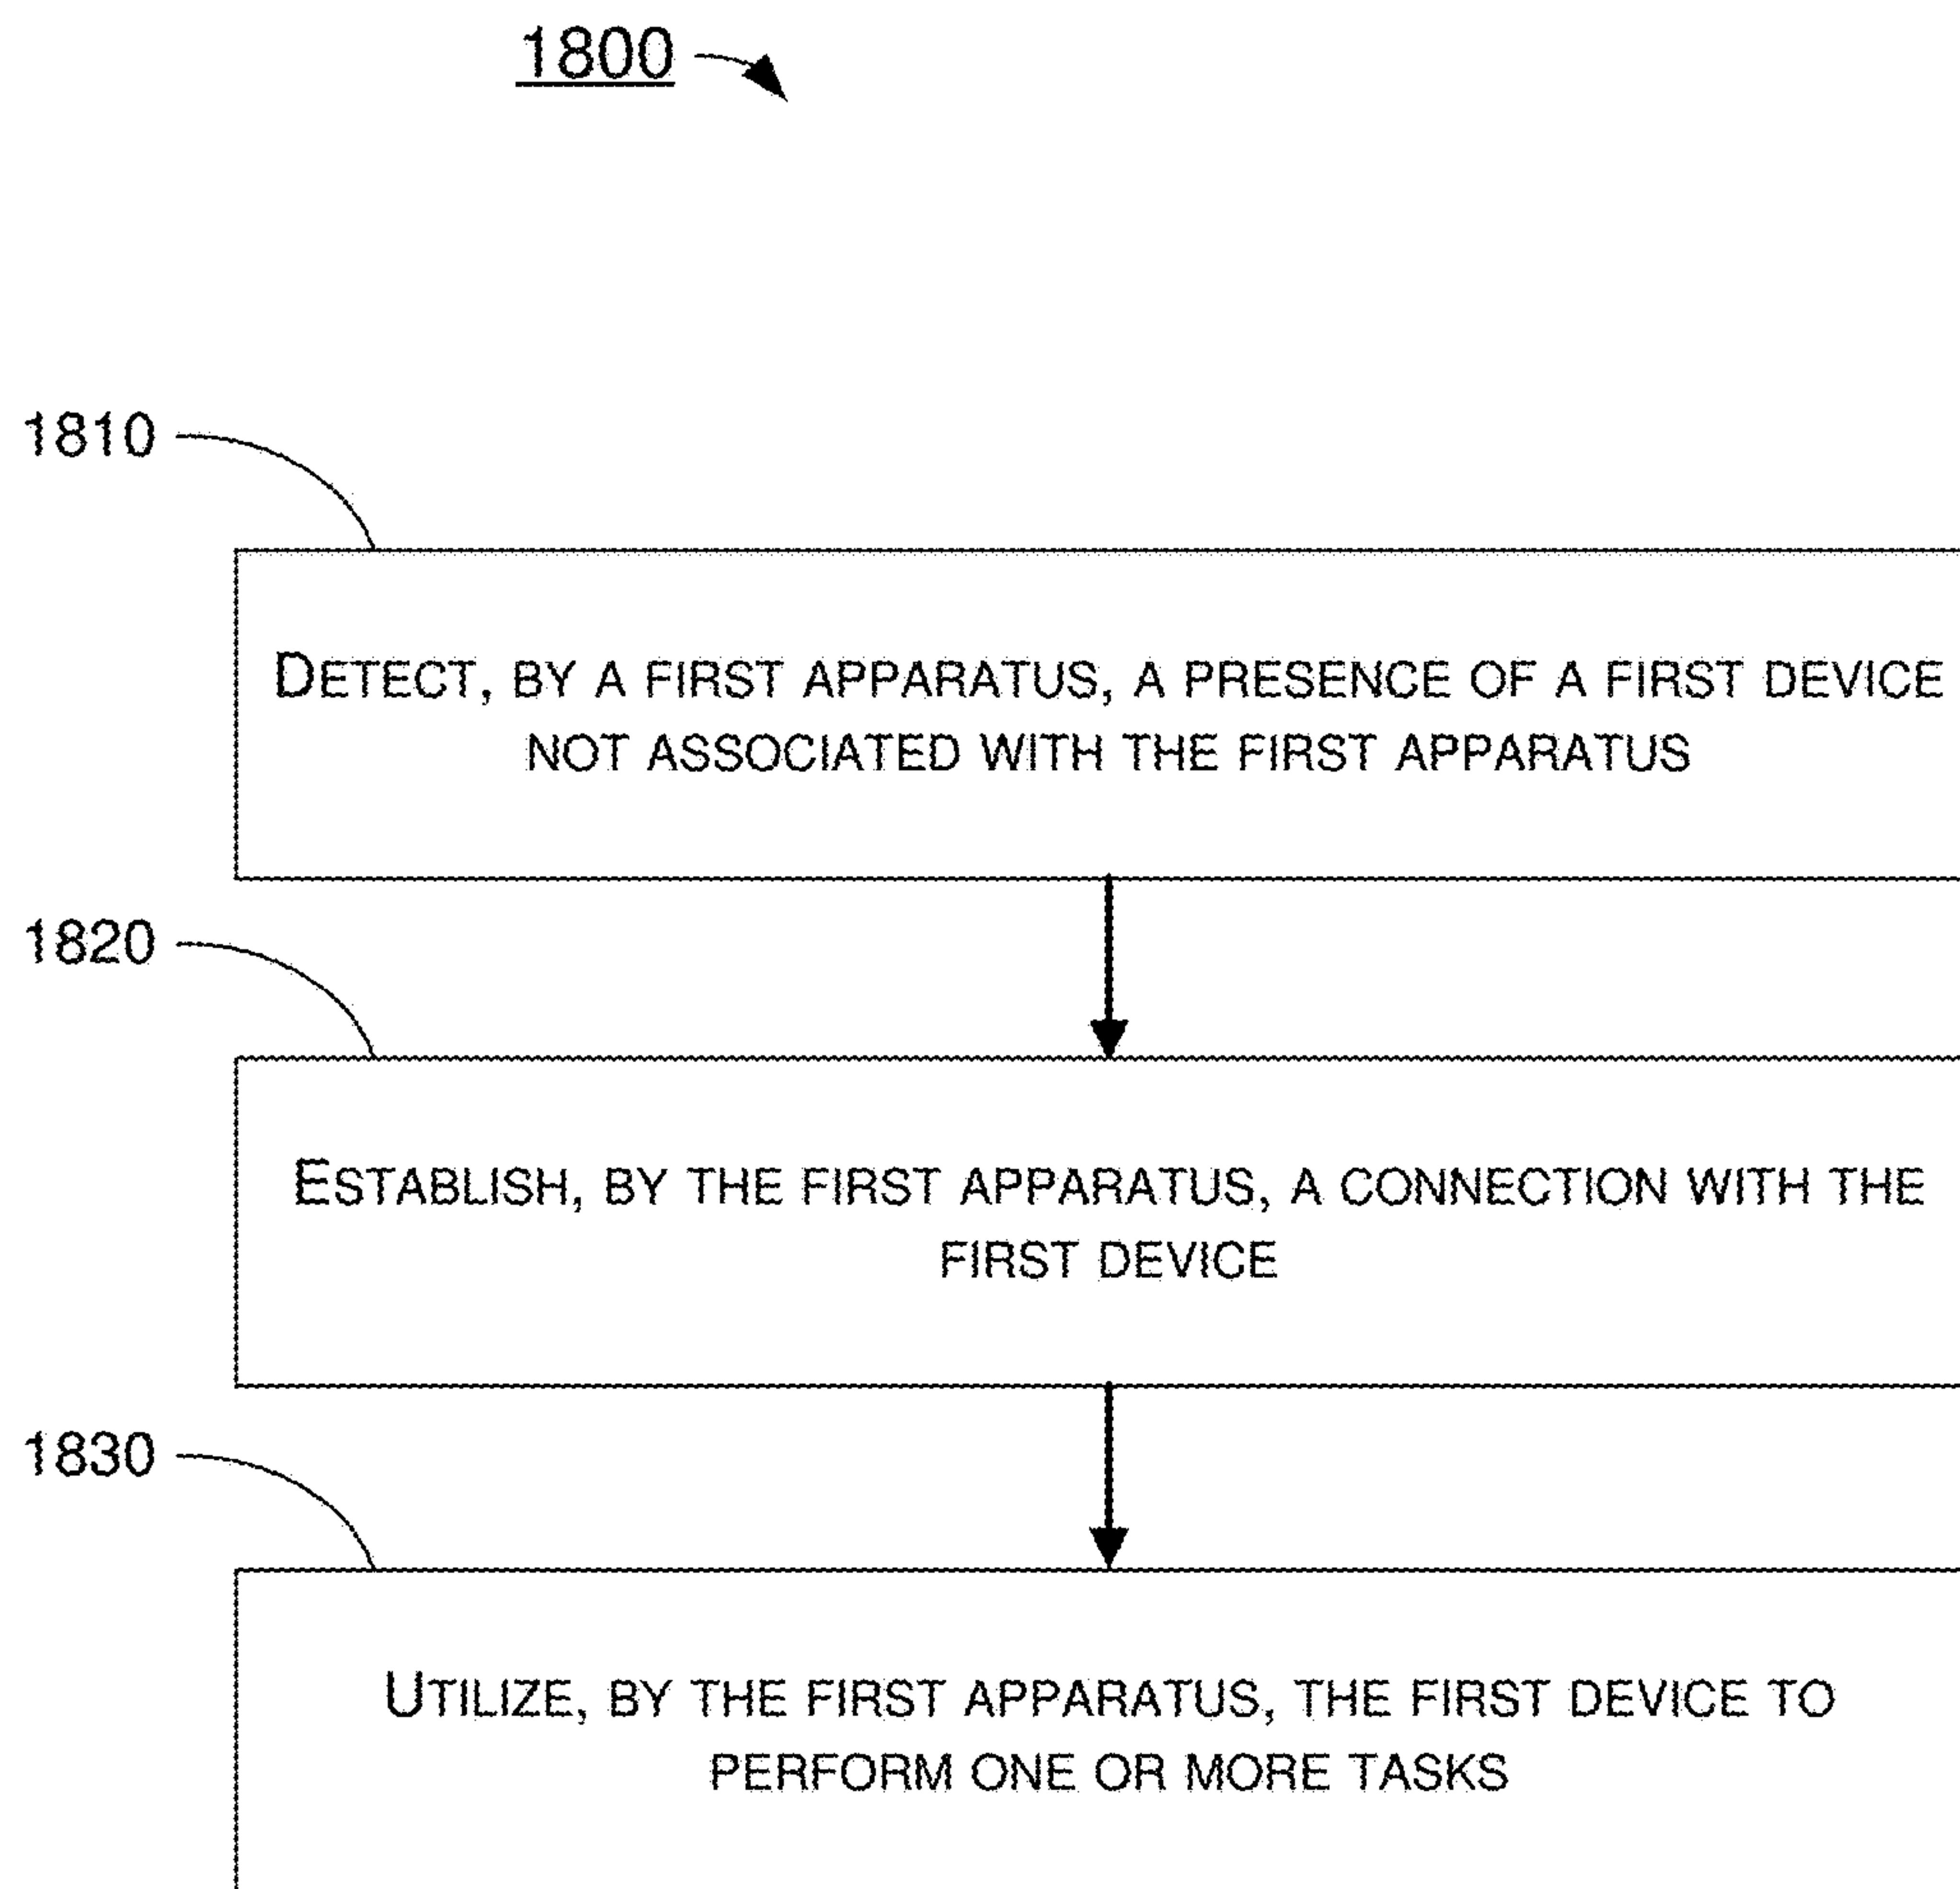 1800
1810
DETECT, BY A FIRST APPARATUS, A PRESENCE OF A FIRST DEVICE
NOT ASSOCIATED WITH THE FIRST APPARATUS
1820
ESTABLISH, BY THE FIRST APPARATUS, A CONNECTION WITH THE
FIRST DEVICE
1830
UTILIZE, BY THE FIRST APPARATUS, THE FIRST DEVICE TO
PERFORM ONE OR MORE TASKS